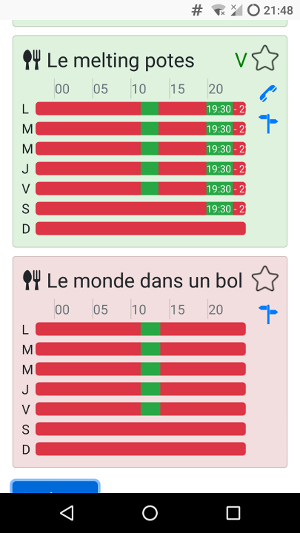 # 21:48
Le melting potes V
00 05 10 15 20
L 19:30 - 2
M 19:30 - 2
M 19:30 - 2
J 19:30 - 2
V 19:30 - 2
S 19:30 - 2
D
Le monde dans un bol
00 05 10 15 20
L
M
M
J
V
S
D